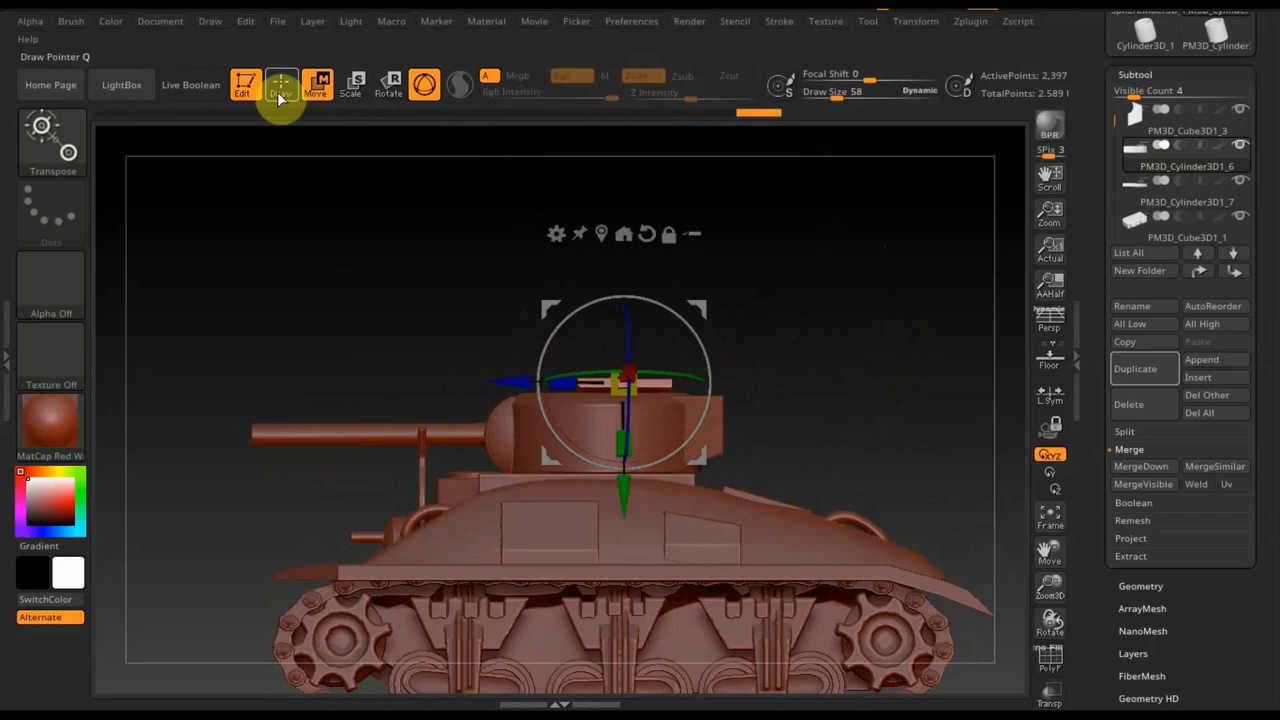 Alpha Brush Color Document Draw Edit File Layer Light Macro Marker Material Movie Picker Preferences Render Stencil Stroke Texture Tool Transform Zplugin Zscript
Help
Draw Pointer Q
Home Page LightBox Live Boolean Edit Draw Move Scale Rotate A Mrgb Rgb M Zadd Zsub Zcut
Rgb Intensity Z Intensity
S Focal Shift 0
Draw Size 58 Dynamic
D ActivePoints: 2,397
TotalPoints: 2.589
Transpose
Dots
Alpha Off
Texture Off
MatCap Red W
Gradient
SwitchColor
Alternate
BPR
SPix 3
Scroll
Zoom
Actual
AAHalf
Dynamic
Persp
Floor
L.Sym
XYZ
Frame
Move
Zoom3D
Rotate
PolyF
Transp
Cylinder3D_1 PM3D_Cylinder.
Subtool
Visible Count 4
PM3D_Cube3D1_3
PM3D_Cylinder3D1_6
PM3D_Cylinder3D1_7
PM3D_Cube3D1_1
List All
New Folder
Rename AutoReorder
All Low All High
Copy Paste
Duplicate Append
Insert
Delete Del Other
Del All
Split
Merge
MergeDown MergeSimilar
MergeVisible Weld Uv
Boolean
Remesh
Project
Extract
Geometry
ArrayMesh
NanoMesh
Layers
FiberMesh
Geometry HD